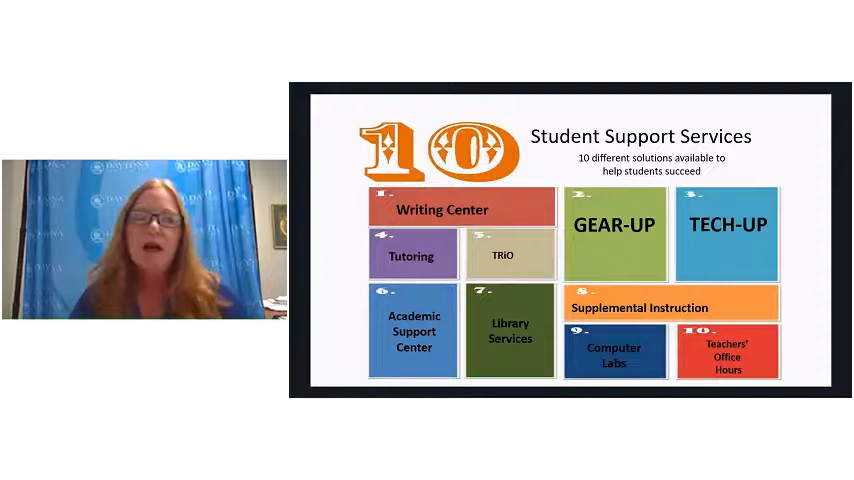 10
Student Support Services
10 different solutions available to
help students succeed
1.
Writing Center
2.
GEAR-UP
3.
TECH-UP
4.
Tutoring
5.
TRiO
6.
Academic
Support
Center
7.
Library
Services
8.
Supplemental Instruction
9.
Computer
Labs
10.
Teachers'
Office
Hours
DAYTONA